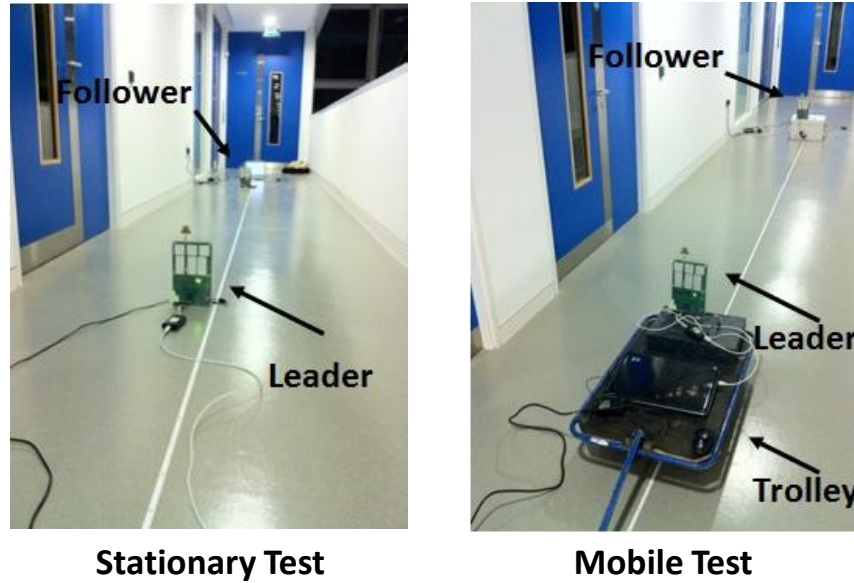 Follower
Leader
Stationary Test
Follower
Leader
Trolley
Mobile Test